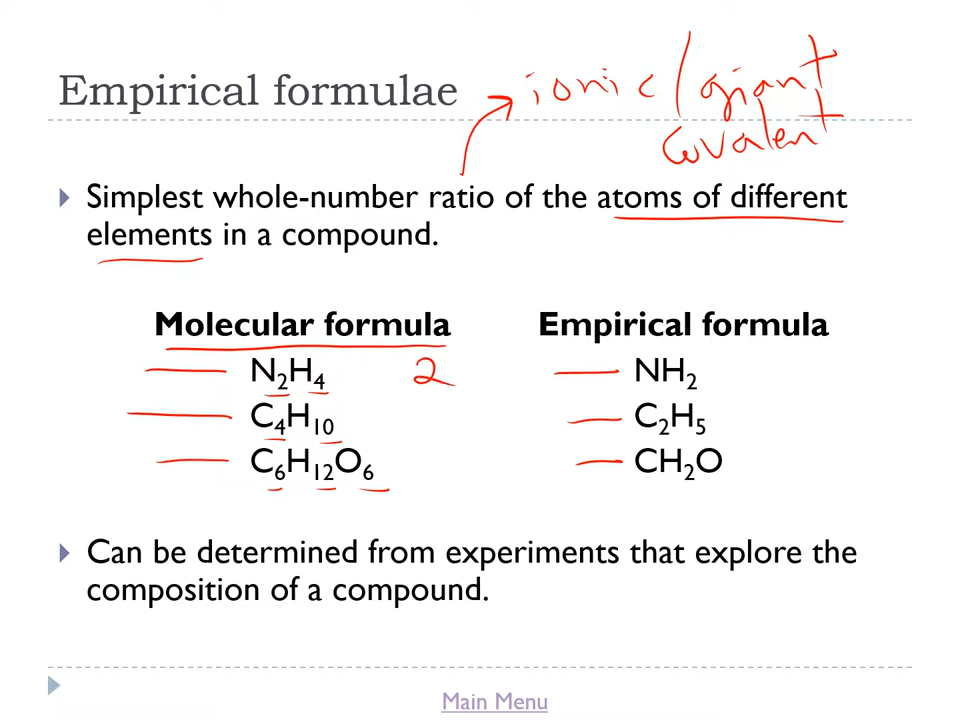 Empirical formulae
ionic / giant
covalent
Simplest whole-number ratio of the atoms of different
elements in a compound.
Molecular formula Empirical formula
N₂H₄ 2 NH₂
C₄H₁₀ C₂H₅
C₆H₁₂O₆ CH₂O
Can be determined from experiments that explore the
composition of a compound.
Main Menu